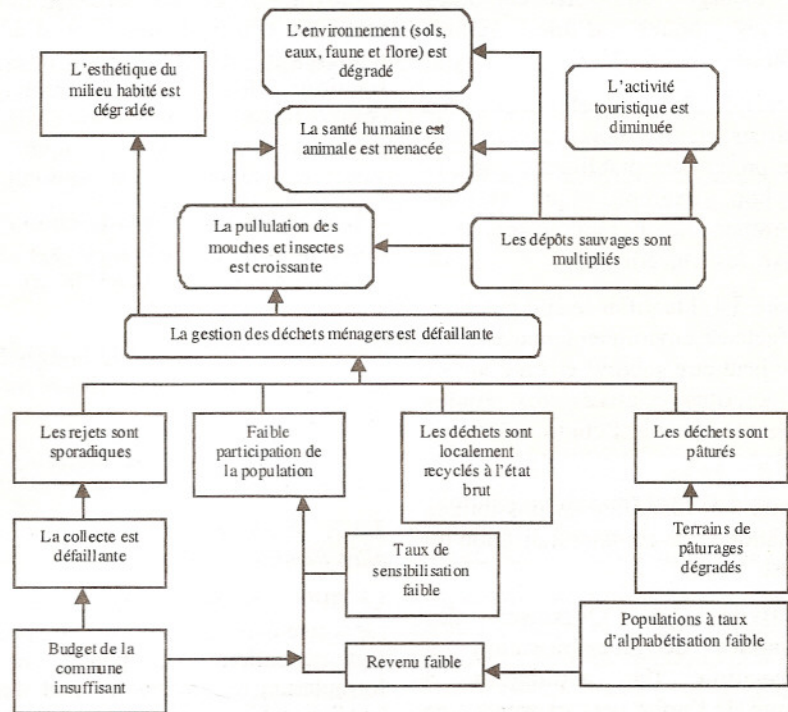 L'environnement (sols,
eaux, faune et flore) est
dégradé
L'esthétique du
milieu habité est
dégradée
L'activité
touristique est
diminuée
La santé humaine est
animale est menacée
La pullulation des
mouches et insectes
est croissante
Les dépôts sauvages sont
multipliés
La gestion des déchets ménagers est défaillante
Les rejets sont
sporadiques
Faible
participation de
la population
Les déchets sont
localement
recyclés à l'état
brut
Les déchets sont
pâturés
La collecte est
défaillante
Taux de
sensibilisation
faible
Terrains de
pâturages
dégradés
Budget de la
commune
insuffisant
Revenu faible
Populations à taux
d'alphabétisation faible